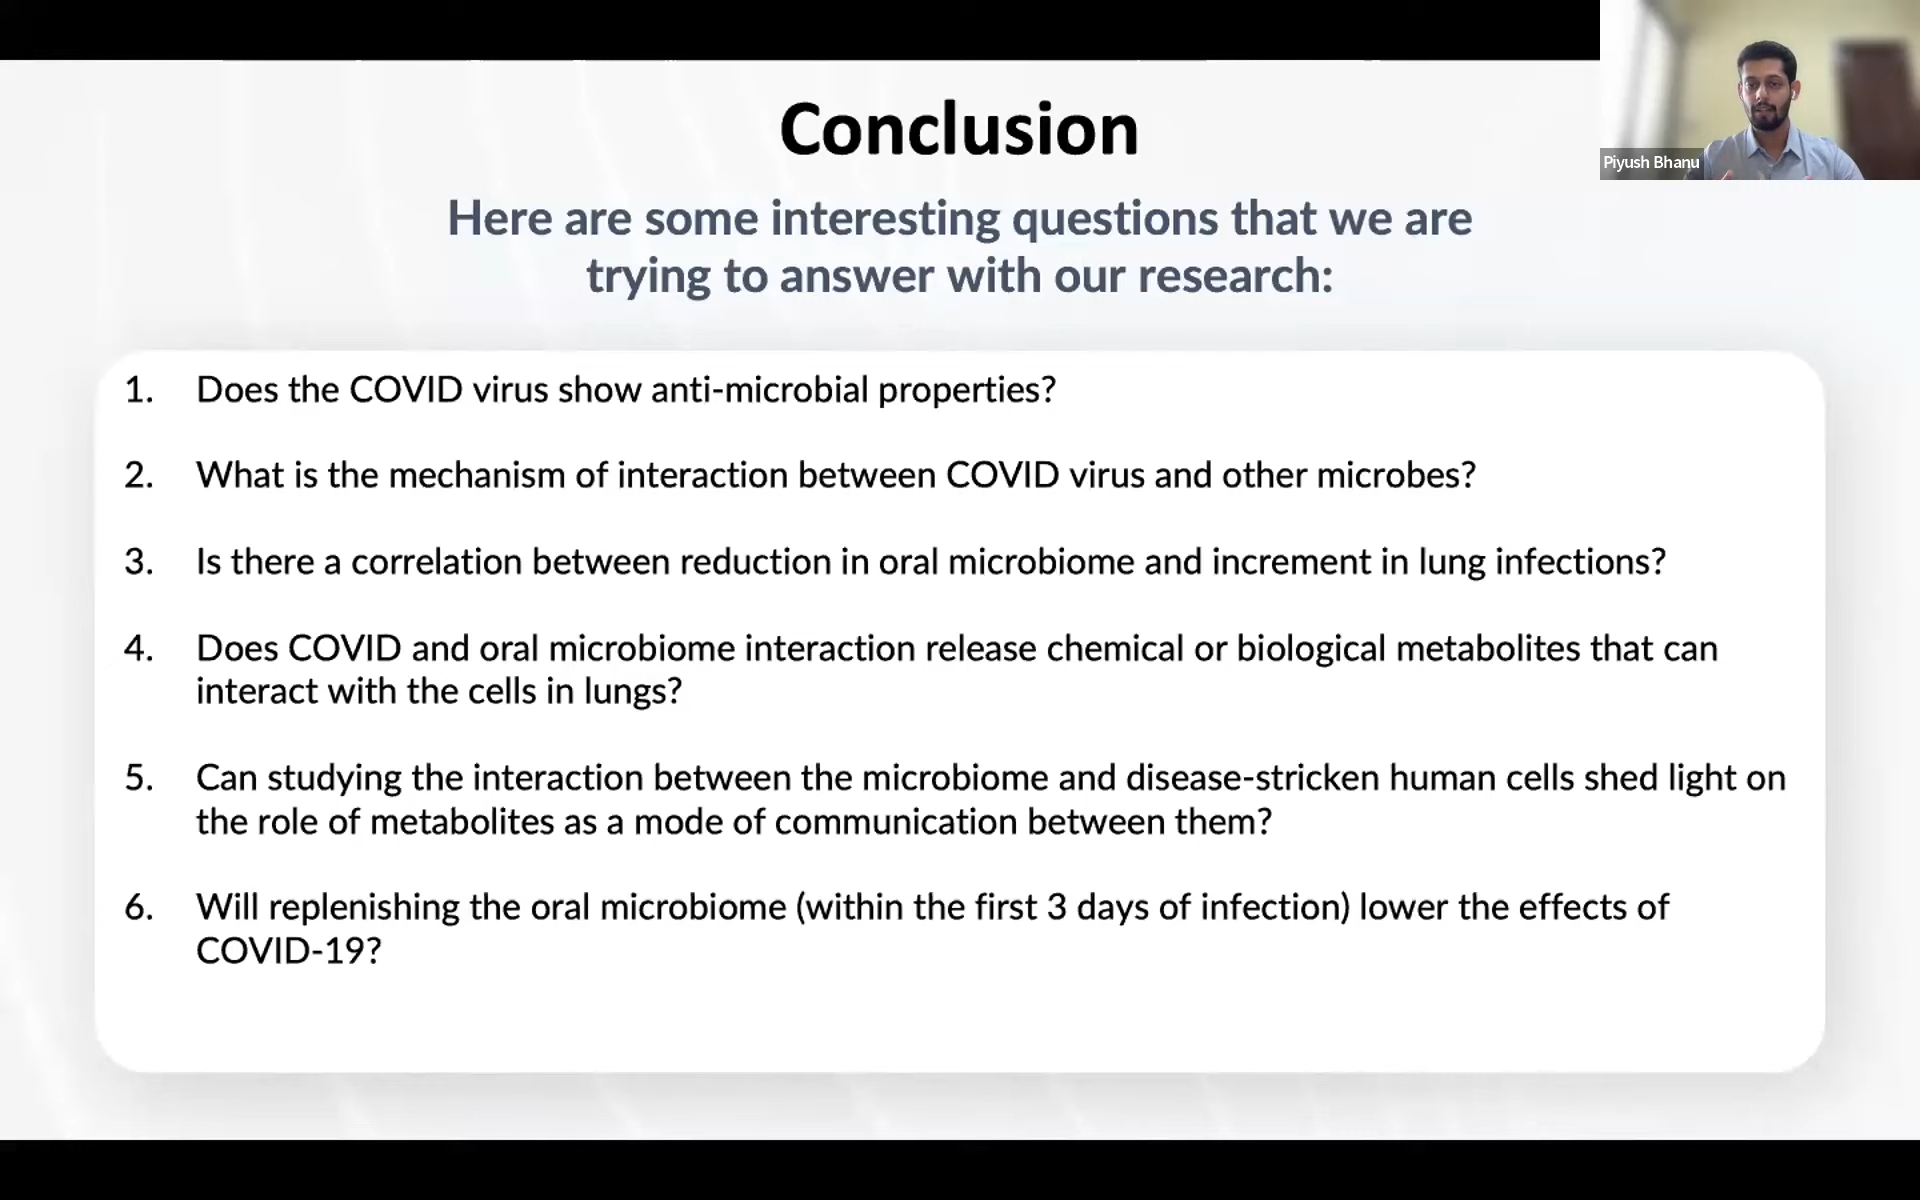 Conclusion
Piyush Bhanu
Here are some interesting questions that we are
trying to answer with our research:
1. Does the COVID virus show anti-microbial properties?
2. What is the mechanism of interaction between COVID virus and other microbes?
3. Is there a correlation between reduction in oral microbiome and increment in lung infections?
4. Does COVID and oral microbiome interaction release chemical or biological metabolites that can
interact with the cells in lungs?
5. Can studying the interaction between the microbiome and disease-stricken human cells shed light on
the role of metabolites as a mode of communication between them?
6. Will replenishing the oral microbiome (within the first 3 days of infection) lower the effects of
COVID-19?